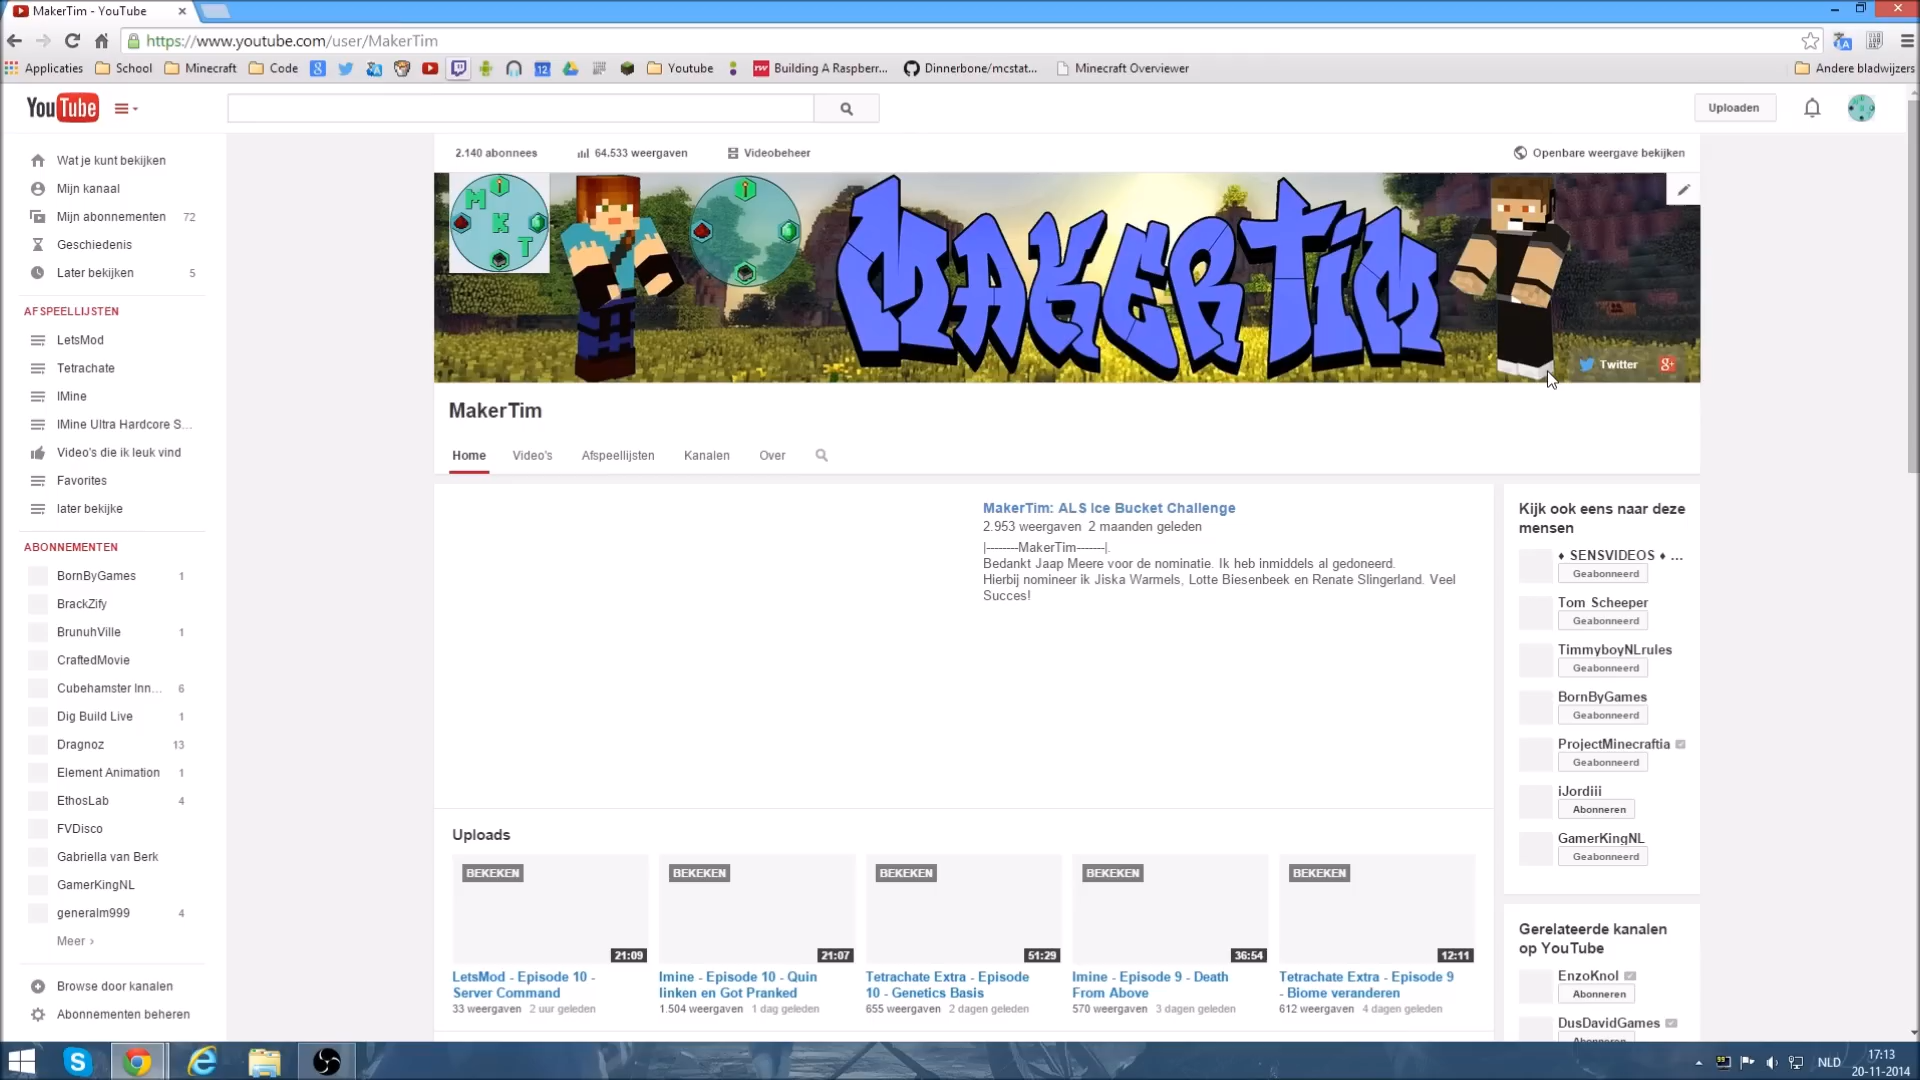 MakerTim - YouTube
https://www.youtube.com/user/MakerTim
Applicaties School Minecraft Code Youtube Building A Raspberr... Dinnerbone/mcstat... Minecraft Overviewer Andere bladwijzers
YouTube
Uploaden
Wat je kunt bekijken
Mijn kanaal
Mijn abonnementen 72
Geschiedenis
Later bekijken 5
AFSPEELLIJSTEN
LetsMod
Tetrachate
IMine
IMine Ultra Hardcore S...
Video's die ik leuk vind
Favorites
later bekijke
ABONNEMENTEN
BornByGames 1
BrackZify
BrunuhVille 1
CraftedMovie
Cubehamster Inn... 6
Dig Build Live 1
Dragnoz 13
Element Animation 1
EthosLab 4
FVDisco
Gabriella van Berk
GamerKingNL
generalm999 4
Meer ›
Browse door kanalen
Abonnementen beheren
2.140 abonnees 64.533 weergaven Videobeheer Openbare weergave bekijken
M
K
T
MAKERTIM
Twitter
MakerTim
Home Video's Afspeellijsten Kanalen Over
MakerTim: ALS Ice Bucket Challenge
2.953 weergaven 2 maanden geleden
|--------MakerTim-------|.
Bedankt Jaap Meere voor de nominatie. Ik heb inmiddels al gedoneerd.
Hierbij nomineer ik Jiska Warmels, Lotte Biesenbeek en Renate Slingerland. Veel
Succes!
Uploads
BEKEKEN
21:09
LetsMod - Episode 10 -
Server Command
33 weergaven 2 uur geleden
BEKEKEN
21:07
Imine - Episode 10 - Quin
linken en Got Pranked
1.504 weergaven 1 dag geleden
BEKEKEN
51:29
Tetrachate Extra - Episode
10 - Genetics Basis
655 weergaven 2 dagen geleden
BEKEKEN
36:54
Imine - Episode 9 - Death
From Above
570 weergaven 3 dagen geleden
BEKEKEN
12:11
Tetrachate Extra - Episode 9
- Biome veranderen
612 weergaven 4 dagen geleden
Kijk ook eens naar deze
mensen
♦ SENSVIDEOS ♦ ...
Geabonneerd
Tom Scheeper
Geabonneerd
TimmyboyNLrules
Geabonneerd
BornByGames
Geabonneerd
ProjectMinecraftia
Geabonneerd
iJordiii
Abonneren
GamerKingNL
Geabonneerd
Gerelateerde kanalen
op YouTube
EnzoKnol
Abonneren
DusDavidGames
Abonneren
NLD
17:13
20-11-2014